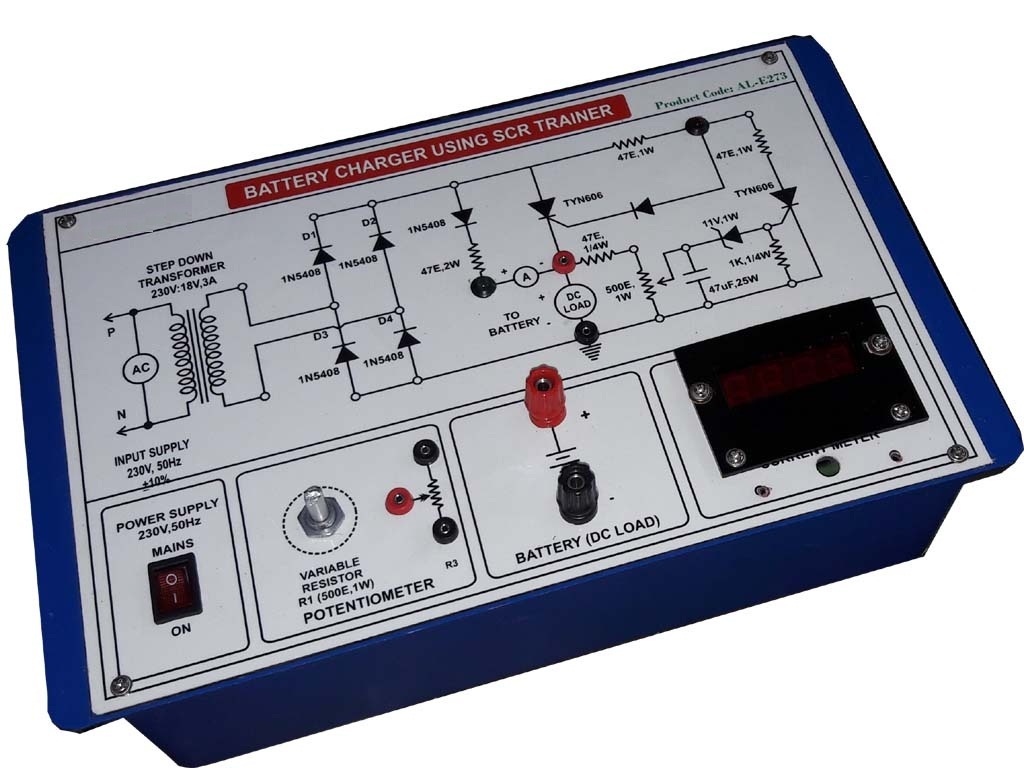 Product Code: AL-E273
BATTERY CHARGER USING SCR TRAINER
47E,1W
47E,1W
TYN606
TYN606
D1
D2
1N5408
1N5408
1N5408
47E,2W
STEP DOWN
TRANSFORMER
230V:18V,3A
P
AC
N
INPUT SUPPLY
230V, 50Hz
±10%
D3
D4
1N5408
1N5408
+
A
-
47E,
1/4W
TO
BATTERY
+
DC
LOAD
-
500E,
1W
11V,1W
1K,1/4W
47uF,25W
POWER SUPPLY
230V,50Hz
MAINS
O
I
ON
VARIABLE
RESISTOR
R1 (500E,1W)
R3
POTENTIOMETER
+
-
BATTERY (DC LOAD)
CURRENT METER